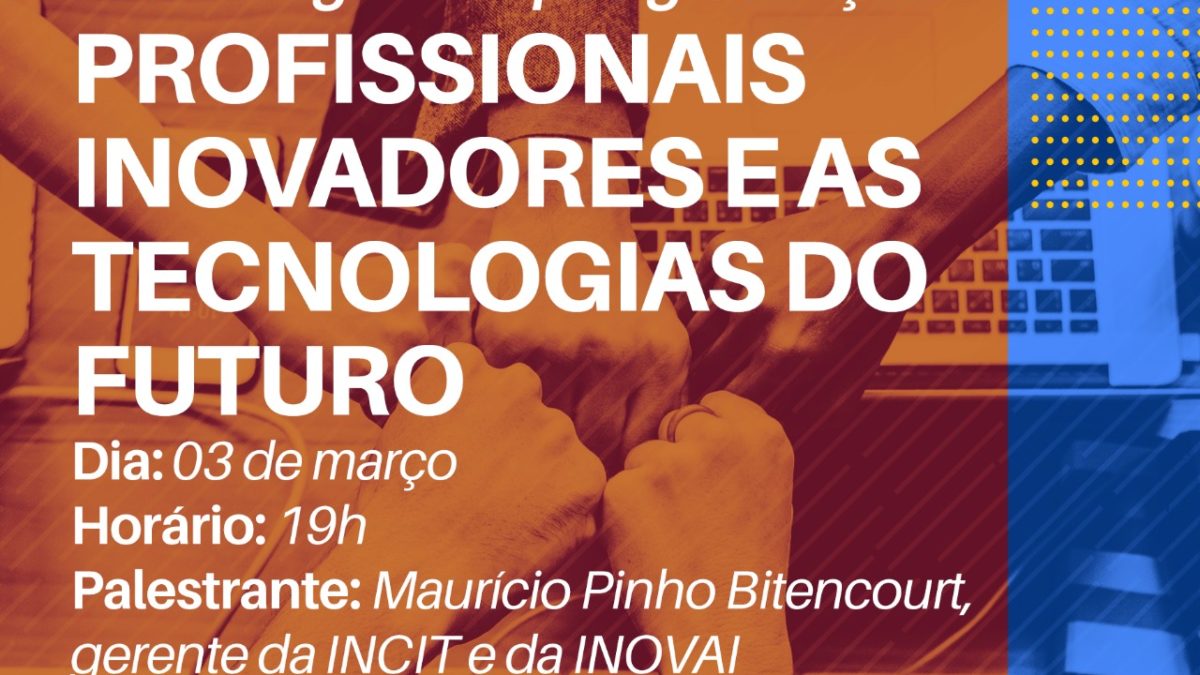 PROFISSIONAIS
INOVADORES E AS
TECNOLOGIAS DO
FUTURO
Dia: 03 de março
Horário: 19h
Palestrante: Maurício Pinho Bitencourt,
gerente da INCIT e da INOVAI